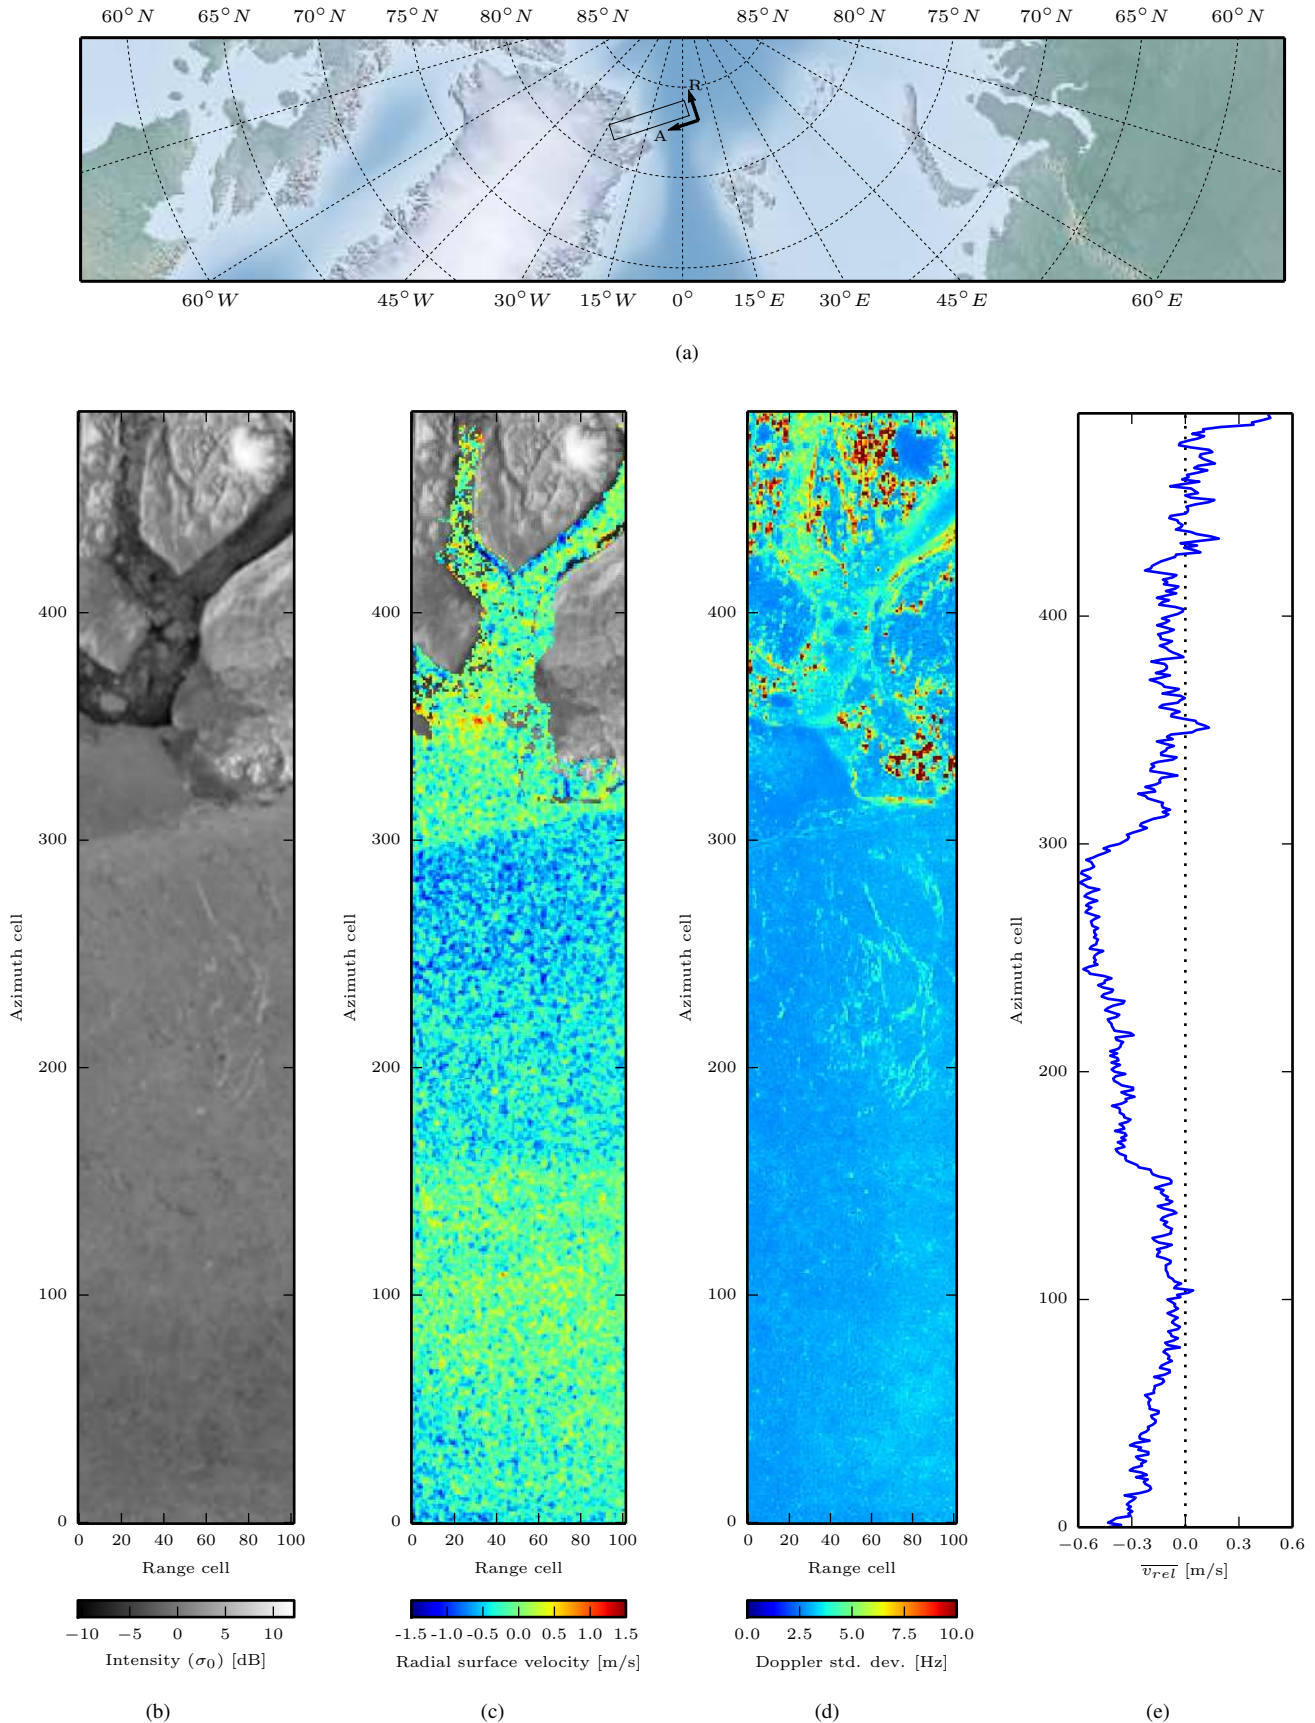 60°N 65°N 70°N 75°N 80°N 85°N 85°N 80°N 75°N 70°N 65°N 60°N
R
A
60°W 45°W 30°W 15°W 0° 15°E 30°E 45°E 60°E
(a)
400
300
200
100
0
Azimuth cell
0 20 40 60 80 100
Range cell
−10 −5 0 5 10
Intensity (σ₀) [dB]
(b)
400
300
200
100
0
Azimuth cell
0 20 40 60 80 100
Range cell
-1.5 -1.0 -0.5 0.0 0.5 1.0 1.5
Radial surface velocity [m/s]
(c)
400
300
200
100
0
Azimuth cell
0 20 40 60 80 100
Range cell
0.0 2.5 5.0 7.5 10.0
Doppler std. dev. [Hz]
(d)
400
300
200
100
0
Azimuth cell
−0.6 −0.3 0.0 0.3 0.6
v̅_rel [m/s]
(e)